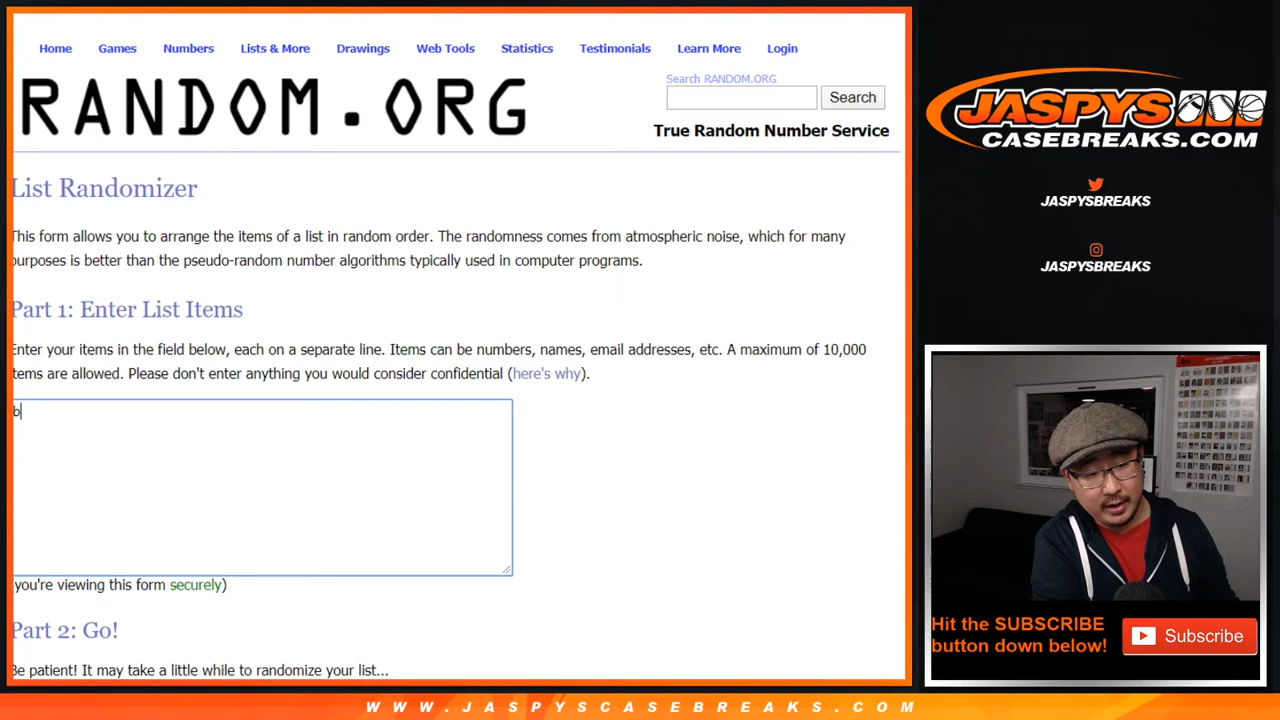 Home Games Numbers Lists & More Drawings Web Tools Statistics Testimonials Learn More Login
RANDOM.ORG
Search RANDOM.ORG
Search
True Random Number Service
List Randomizer
This form allows you to arrange the items of a list in random order. The randomness comes from atmospheric noise, which for many
purposes is better than the pseudo-random number algorithms typically used in computer programs.
Part 1: Enter List Items
Enter your items in the field below, each on a separate line. Items can be numbers, names, email addresses, etc. A maximum of 10,000
items are allowed. Please don't enter anything you would consider confidential (here's why).
b
you're viewing this form securely)
Part 2: Go!
Be patient! It may take a little while to randomize your list...
JASPYS
CASEBREAKS.COM
JASPYSBREAKS
JASPYSBREAKS
Hit the SUBSCRIBE
button down below!
Subscribe
WWW.JASPYSCASEBREAKS.COM